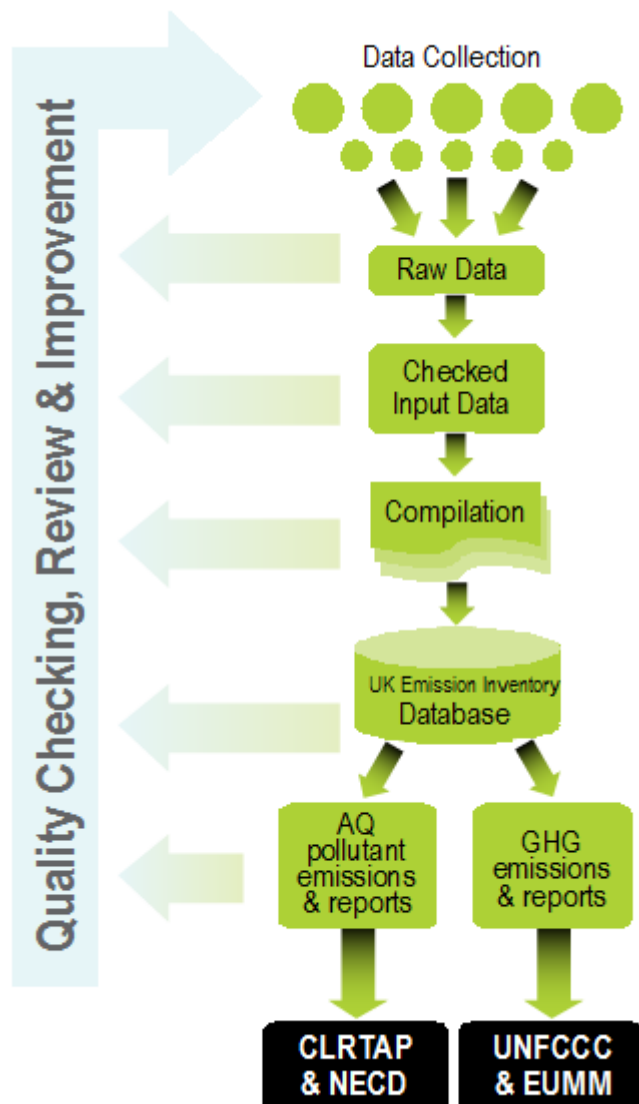 Quality Checking, Review & Improvement
Data Collection
Raw Data
Checked
Input Data
Compilation
UK Emission Inventory
Database
AQ
pollutant
emissions
& reports
GHG
emissions
& reports
CLRTAP
& NECD
UNFCCC
& EUMM